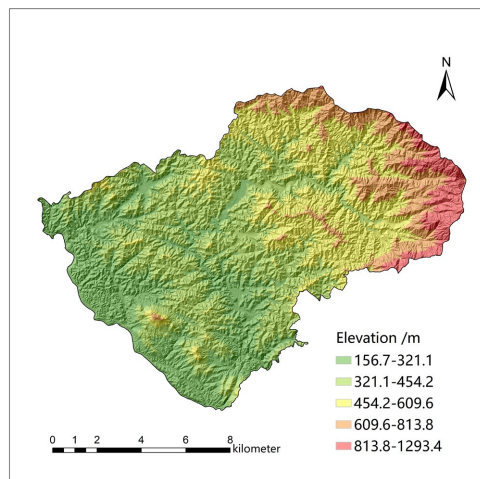 N
Elevation /m
156.7-321.1
321.1-454.2
454.2-609.6
609.6-813.8
813.8-1293.4
0 1 2 4 6 8
kilometer